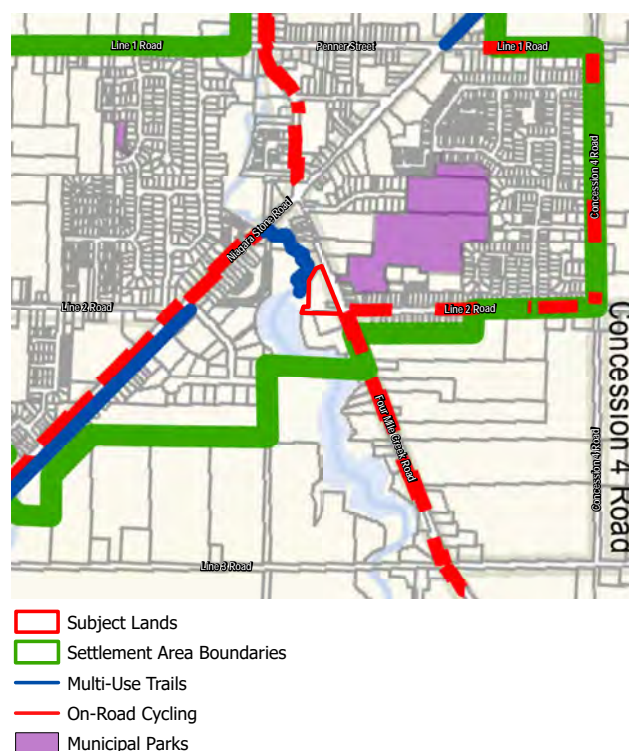 Line 1 Road
Penner Street
Line 1 Road
Concession 4 Road
Niagara Stone Road
Line 2 Road
Line 2 Road
Concession 4 Road
Four Mile Creek Road
Concession 4 Road
Line 3 Road
Subject Lands
Settlement Area Boundaries
Multi-Use Trails
On-Road Cycling
Municipal Parks